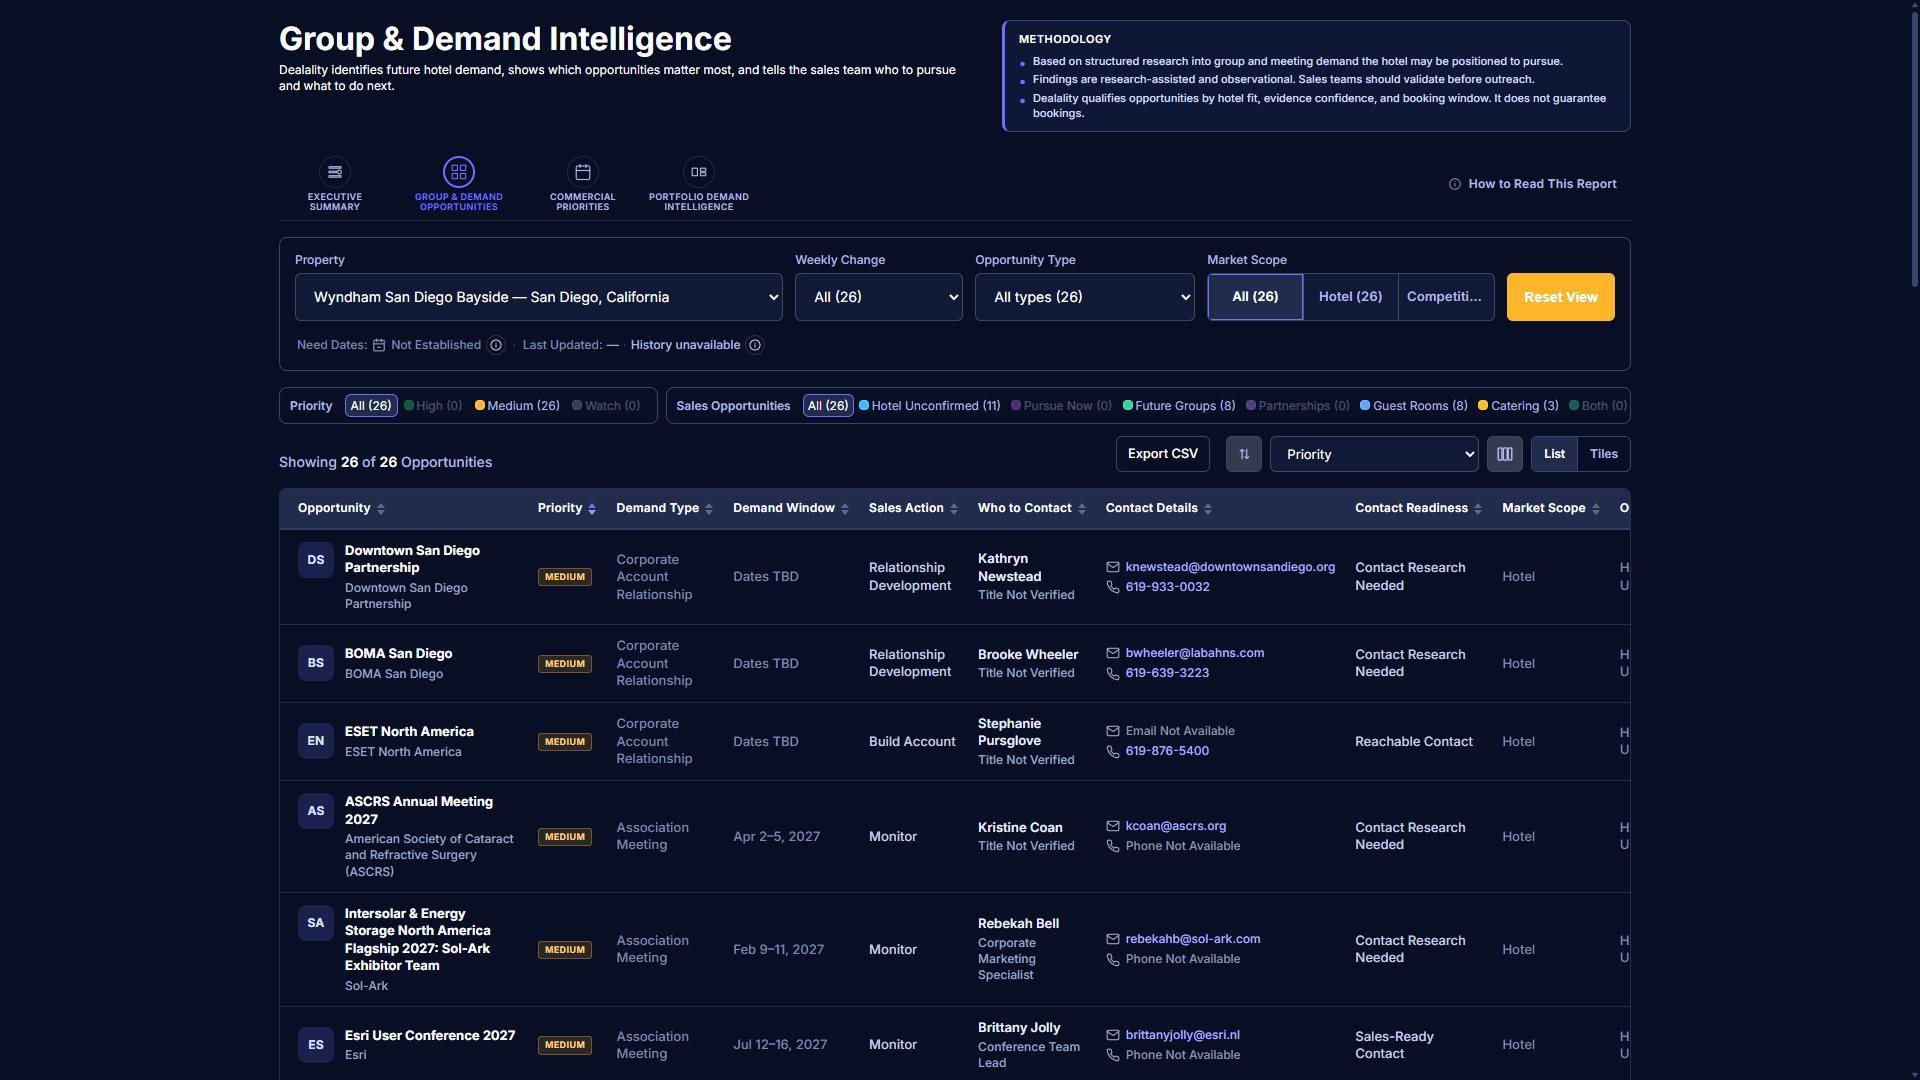 Group & Demand Intelligence
Dealality identifies future hotel demand, shows which opportunities matter most, and tells the sales team who to pursue
and what to do next.
METHODOLOGY
Based on structured research into group and meeting demand the hotel may be positioned to pursue.
Findings are research-assisted and observational. Sales teams should validate before outreach.
Dealality qualifies opportunities by hotel fit, evidence confidence, and booking window. It does not guarantee
bookings.
EXECUTIVE
SUMMARY
GROUP & DEMAND
OPPORTUNITIES
COMMERCIAL
PRIORITIES
PORTFOLIO DEMAND
INTELLIGENCE
How to Read This Report
Property
Wyndham San Diego Bayside — San Diego, California
Weekly Change
All (26)
Opportunity Type
All types (26)
Market Scope
All (26)
Hotel (26)
Competiti...
Reset View
Need Dates: Not Established · Last Updated: — · History unavailable
Priority All (26) High (0) Medium (26) Watch (0)
Sales Opportunities All (26) Hotel Unconfirmed (11) Pursue Now (0) Future Groups (8) Partnerships (0) Guest Rooms (8) Catering (3) Both (0)
Showing 26 of 26 Opportunities
Export CSV
Priority
List
Tiles
Opportunity Priority Demand Type Demand Window Sales Action Who to Contact Contact Details Contact Readiness Market Scope O
DS
Downtown San Diego
Partnership
Downtown San Diego
Partnership
MEDIUM
Corporate
Account
Relationship
Dates TBD
Relationship
Development
Kathryn
Newstead
Title Not Verified
knewstead@downtownsandiego.org
619-933-0032
Contact Research
Needed
Hotel
H
U
BS
BOMA San Diego
BOMA San Diego
MEDIUM
Corporate
Account
Relationship
Dates TBD
Relationship
Development
Brooke Wheeler
Title Not Verified
bwheeler@labahns.com
619-639-3223
Contact Research
Needed
Hotel
H
U
EN
ESET North America
ESET North America
MEDIUM
Corporate
Account
Relationship
Dates TBD
Build Account
Stephanie
Pursglove
Title Not Verified
Email Not Available
619-876-5400
Reachable Contact
Hotel
H
U
AS
ASCRS Annual Meeting
2027
American Society of Cataract
and Refractive Surgery
(ASCRS)
MEDIUM
Association
Meeting
Apr 2–5, 2027
Monitor
Kristine Coan
Title Not Verified
kcoan@ascrs.org
Phone Not Available
Contact Research
Needed
Hotel
H
U
SA
Intersolar & Energy
Storage North America
Flagship 2027: Sol-Ark
Exhibitor Team
Sol-Ark
MEDIUM
Association
Meeting
Feb 9–11, 2027
Monitor
Rebekah Bell
Corporate
Marketing
Specialist
rebekahb@sol-ark.com
Phone Not Available
Contact Research
Needed
Hotel
H
U
ES
Esri User Conference 2027
Esri
MEDIUM
Association
Meeting
Jul 12–16, 2027
Monitor
Brittany Jolly
Conference Team
Lead
brittanyjolly@esri.nl
Phone Not Available
Sales-Ready
Contact
Hotel
H
U